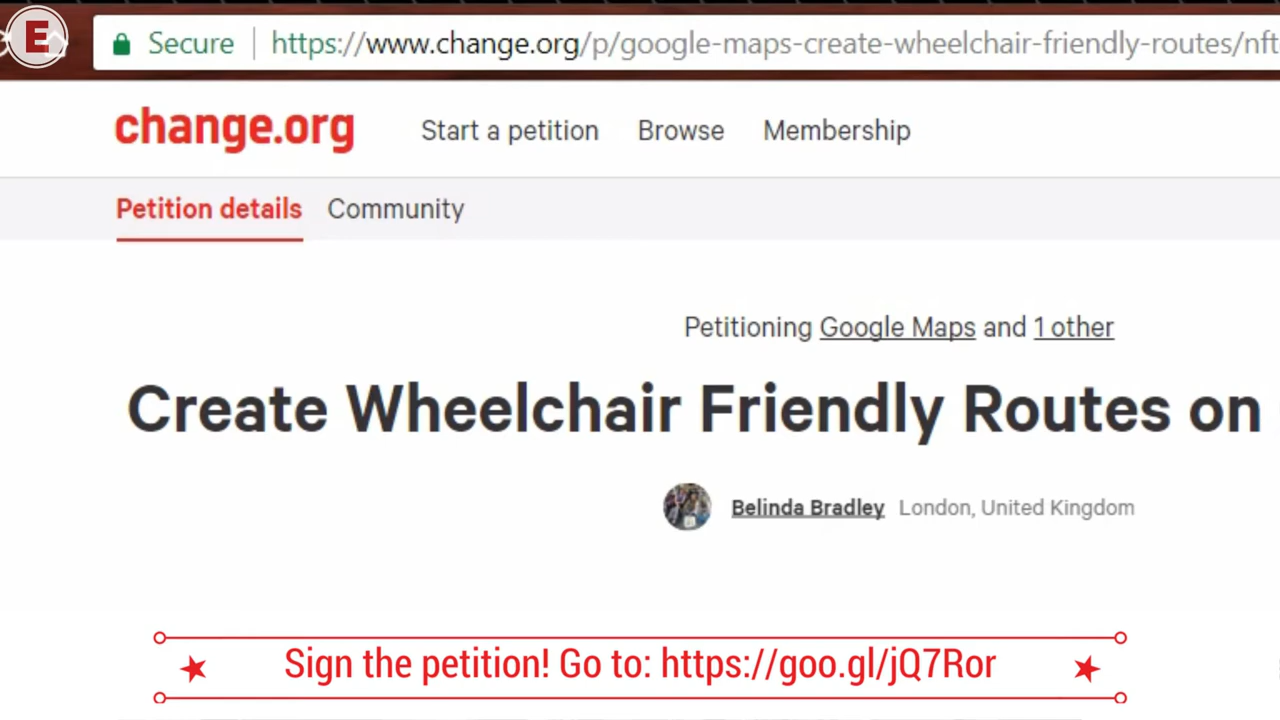 E
Secure | https://www.change.org/p/google-maps-create-wheelchair-friendly-routes/nft
change.org Start a petition Browse Membership
Petition details Community
Petitioning Google Maps and 1 other
Create Wheelchair Friendly Routes on
Belinda Bradley London, United Kingdom
Sign the petition! Go to: https://goo.gl/jQ7Ror